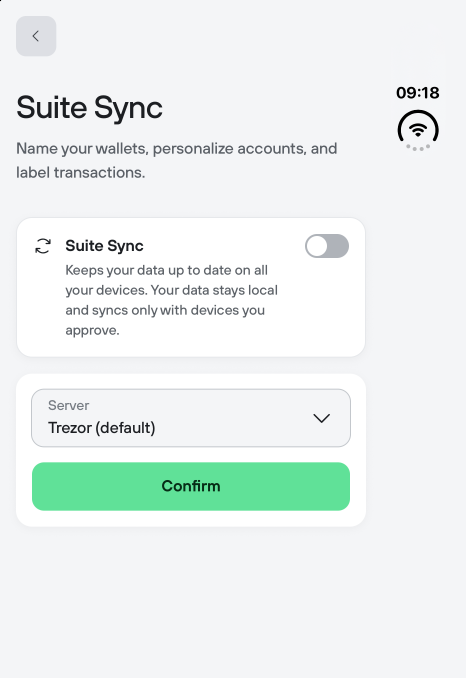 09:18
Suite Sync
Name your wallets, personalize accounts, and
label transactions.
Suite Sync
Keeps your data up to date on all
your devices. Your data stays local
and syncs only with devices you
approve.
Server
Trezor (default)
Confirm